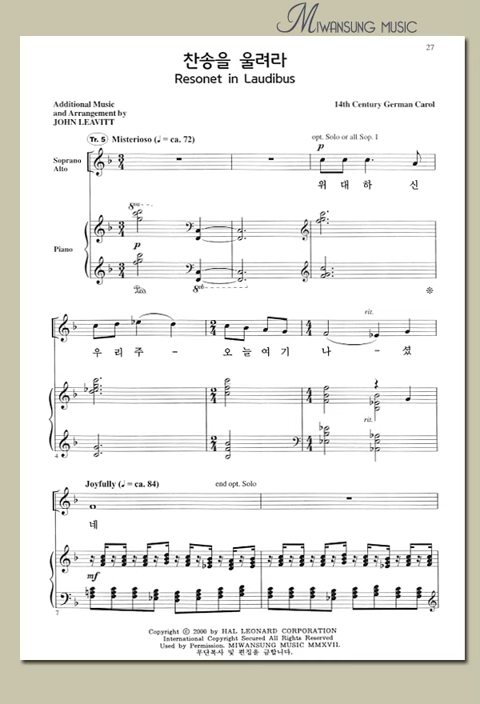 MIWANSUNG MUSIC
27
찬송을 울려라
Resonet in Laudibus
Additional Music
and Arrangement by
JOHN LEAVITT
14th Century German Carol
Tr. 5 Misterioso (♩ = ca. 72)
opt. Solo or all Sop. I
p
Soprano
Alto
위 대 하 신
8va
Piano
p
8vb
rit.
우 리 주 - 오 늘 여 기 나 - 셨
rit.
4
Joyfully (♩ = ca. 84)
end opt. Solo
네
mf
7
Copyright © 2000 by HAL LEONARD CORPORATION
International Copyright Secured All Rights Reserved
Used by Permission. MIWANSUNG MUSIC MMXVII.
무단복사 및 편집을 금합니다.